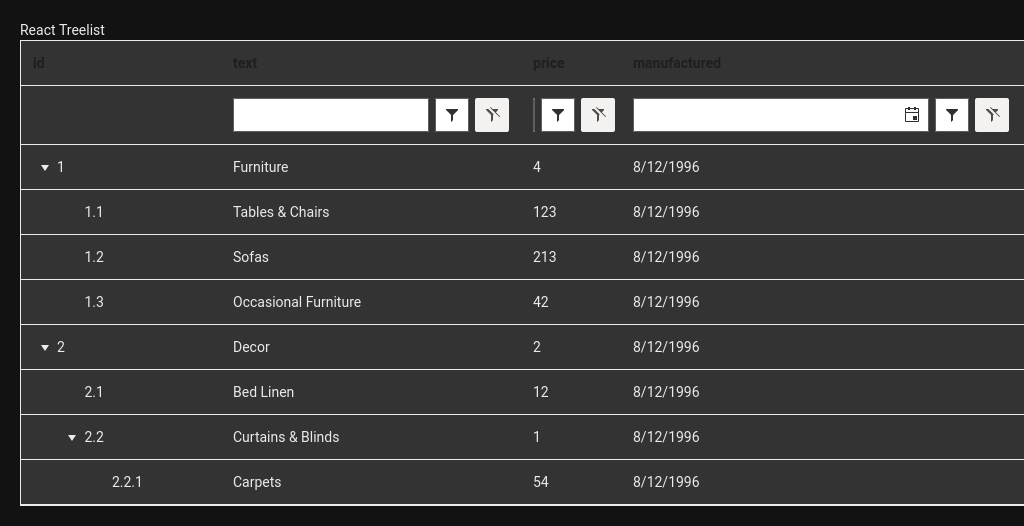 React Treelist
id text price manufactured
1 Furniture 4 8/12/1996
1.1 Tables & Chairs 123 8/12/1996
1.2 Sofas 213 8/12/1996
1.3 Occasional Furniture 42 8/12/1996
2 Decor 2 8/12/1996
2.1 Bed Linen 12 8/12/1996
2.2 Curtains & Blinds 1 8/12/1996
2.2.1 Carpets 54 8/12/1996